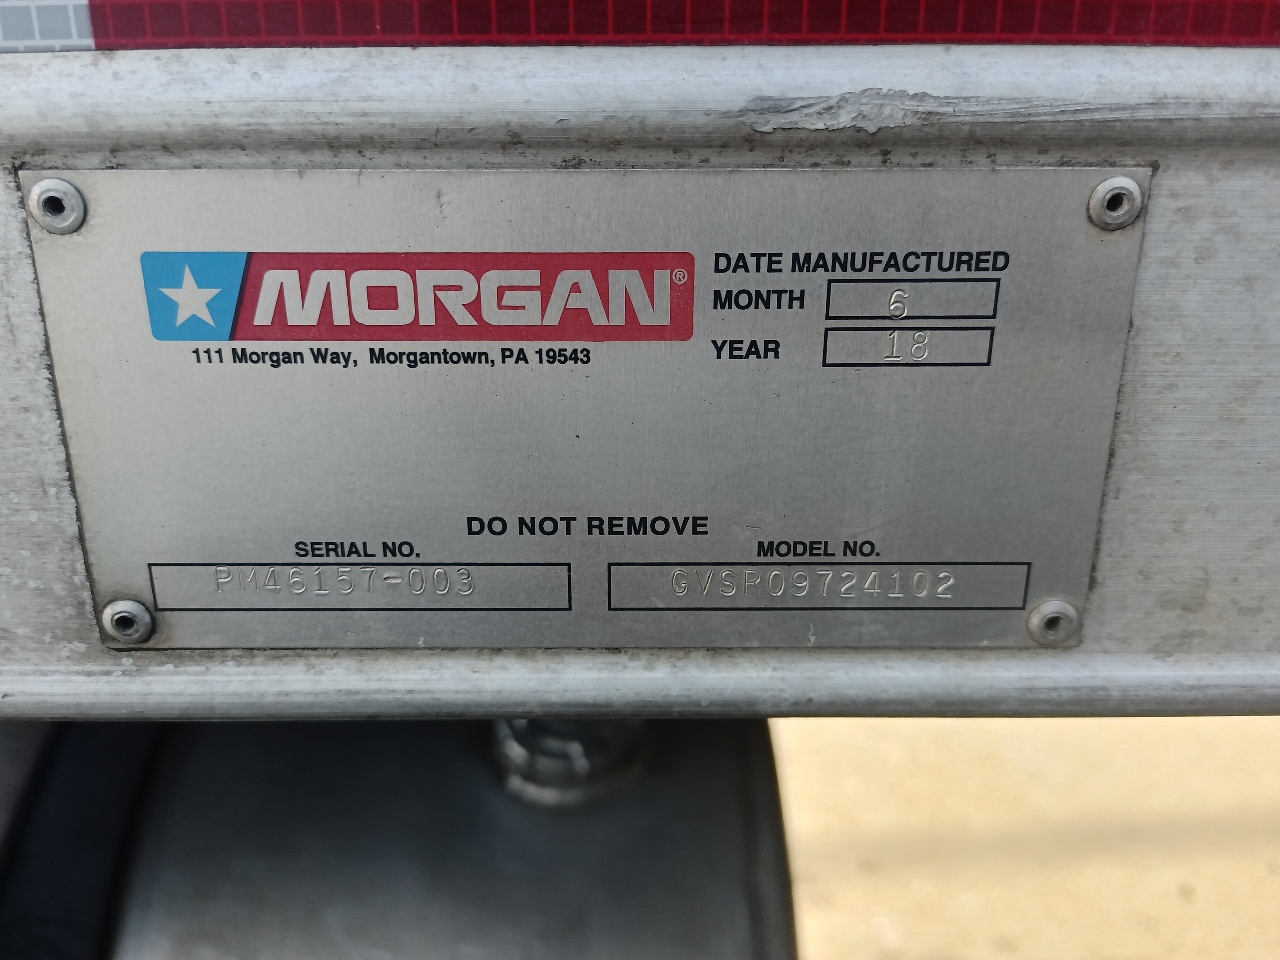 MORGAN®
111 Morgan Way, Morgantown, PA 19543
DATE MANUFACTURED
MONTH 6
YEAR 18
DO NOT REMOVE
SERIAL NO.
PM46157-003
MODEL NO.
GVSR09724102